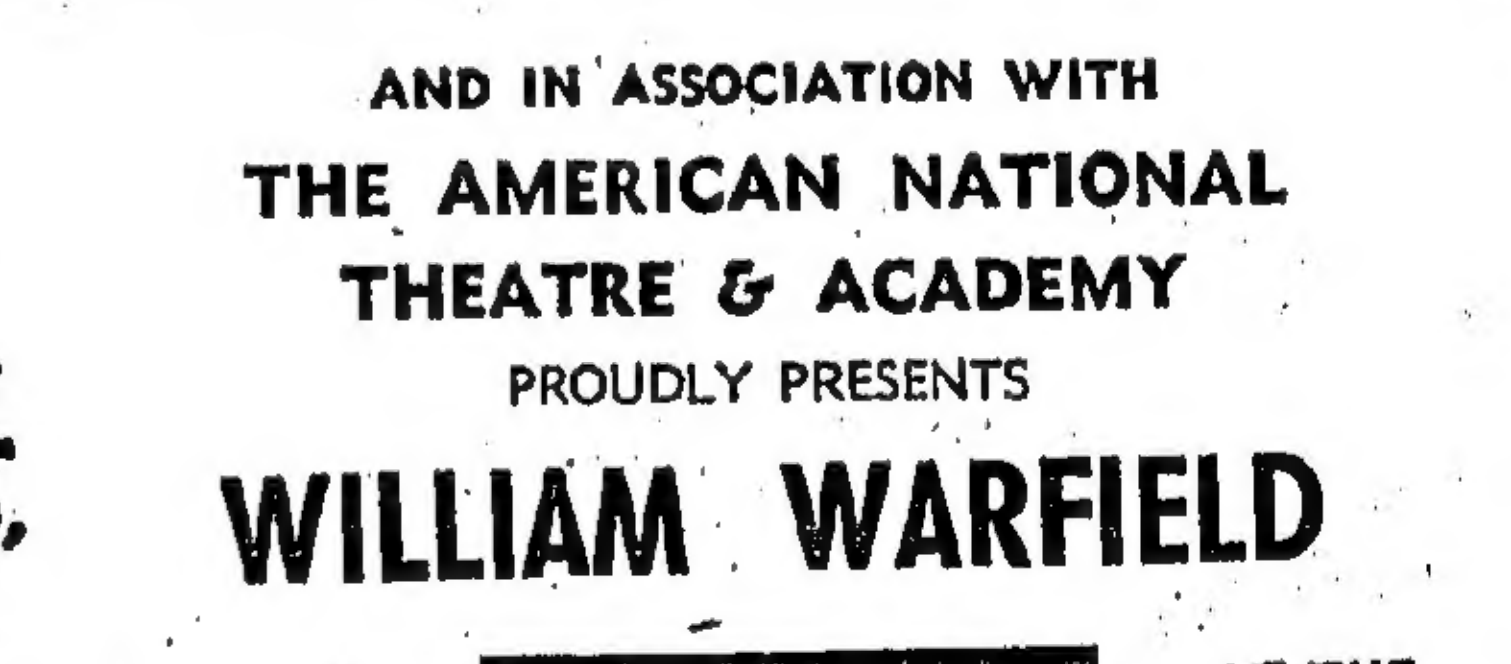 AND IN ASSOCIATION WITH
THE AMERICAN NATIONAL
THEATRE & ACADEMY
PROUDLY PRESENTS
WILLIAM WARFIELD